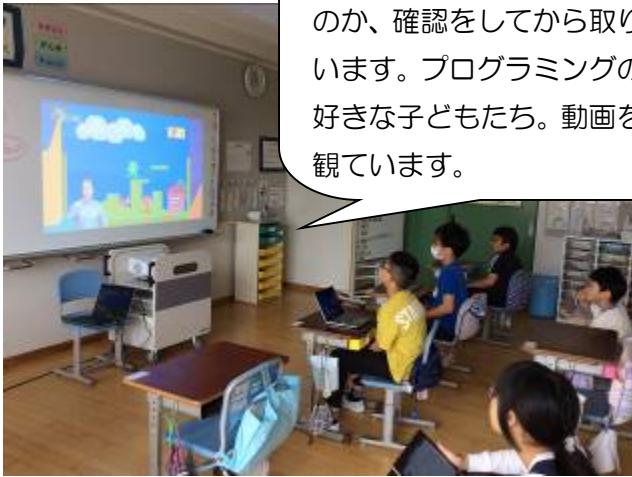 のか、確認をしてから取り
います。プログラミングの
好きな子どもたち。動画を
観ています。